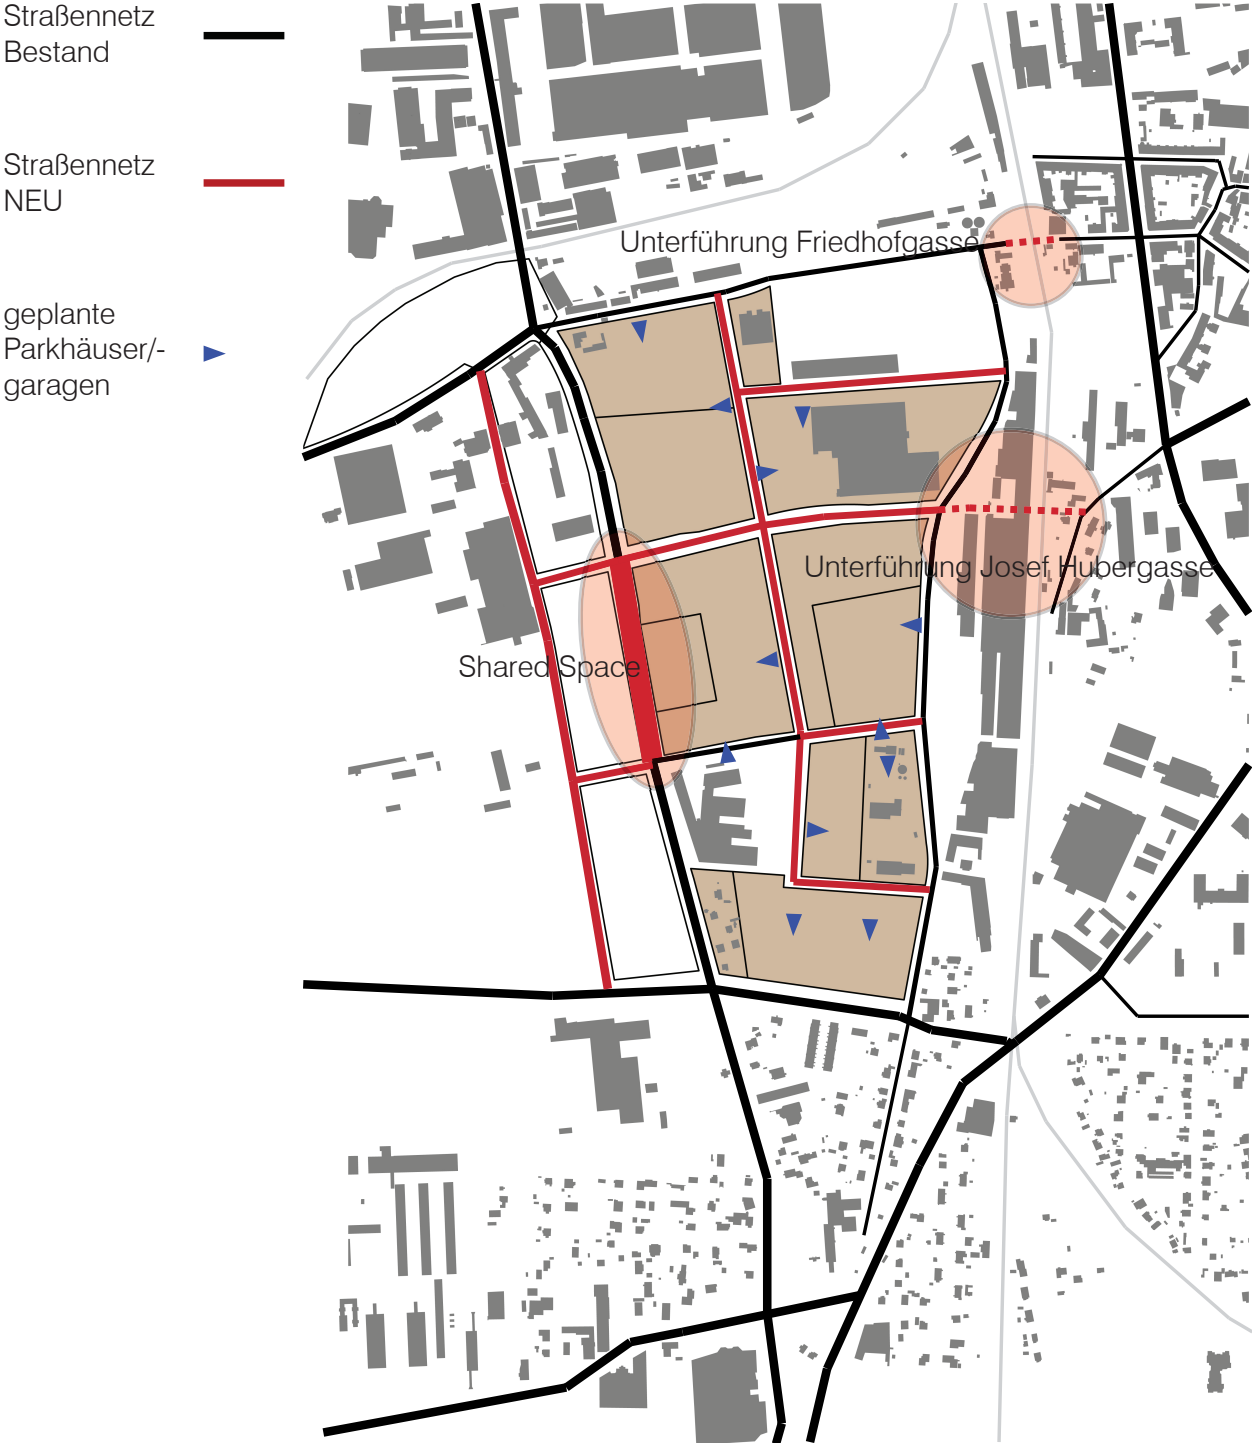 Straßennetz
Bestand
Straßennetz
NEU
geplante
Parkhäuser/-
garagen
Unterführung Friedhofgasse
Unterführung Josef Hubergasse
Shared Space